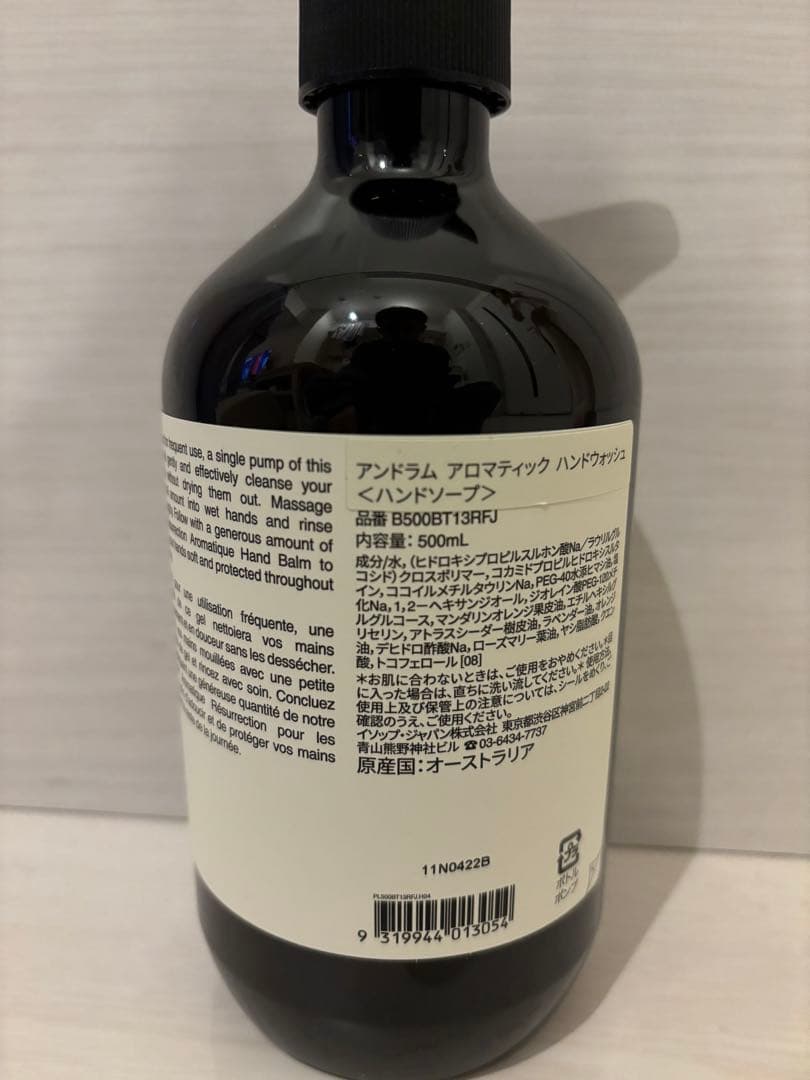 frequent use, a single pump of this
gently and effectively cleanse your
without drying them out. Massage
amount into wet hands and rinse
Follow with a generous amount of
Aromatique Hand Balm to
hands soft and protected throughout
pour une utilisation fréquente, une
de ce gel nettoiera vos mains
et en douceur sans les dessécher.
mains mouillées avec une petite
de gel et rincez avec soin. Concluez
une généreuse quantité de notre
Résurrection pour les
et de protéger vos mains
de la journée.
アンドラム アロマティック ハンドウォッシュ
<ハンドソープ>
品番 B500BT13RFJ
内容量: 500mL
成分/水, (ヒドロキシプロピルスルホン酸Na/ラウリルグル
コシド)クロスポリマー, コカミドプロピルヒドロキシスルタ
イン, ココイルメチルタウリンNa, PEG-40水添ヒマシ油, 塩
化Na, 1, 2-ヘキサンジオール, ジオレイン酸PEG-100メチ
ルグルコース, マンダリンオレンジ果皮油, エチルヘキシルグ
リセリン, アトラスシーダー樹皮油, ラベンダー油, オレンジ
油, デヒドロ酢酸Na, ローズマリー葉油, ヤシ脂肪酸, クエン
酸, トコフェロール [08]
*お肌に合わないときは、ご使用をおやめください。*目
に入った場合は、直ちに洗い流してください。*使用方法、
使用上及び保管上の注意については、シールをめくり、ご
確認のうえ、ご使用ください。
イソップ・ジャパン株式会社 東京都渋谷区神宮前二丁目
青山熊野神社ビル ☎03-6434-7737
原産国:オーストラリア
11N0422B
プラ
ボトル
ポンプ
PL500BT13RFJ.H04
9 319944 013054